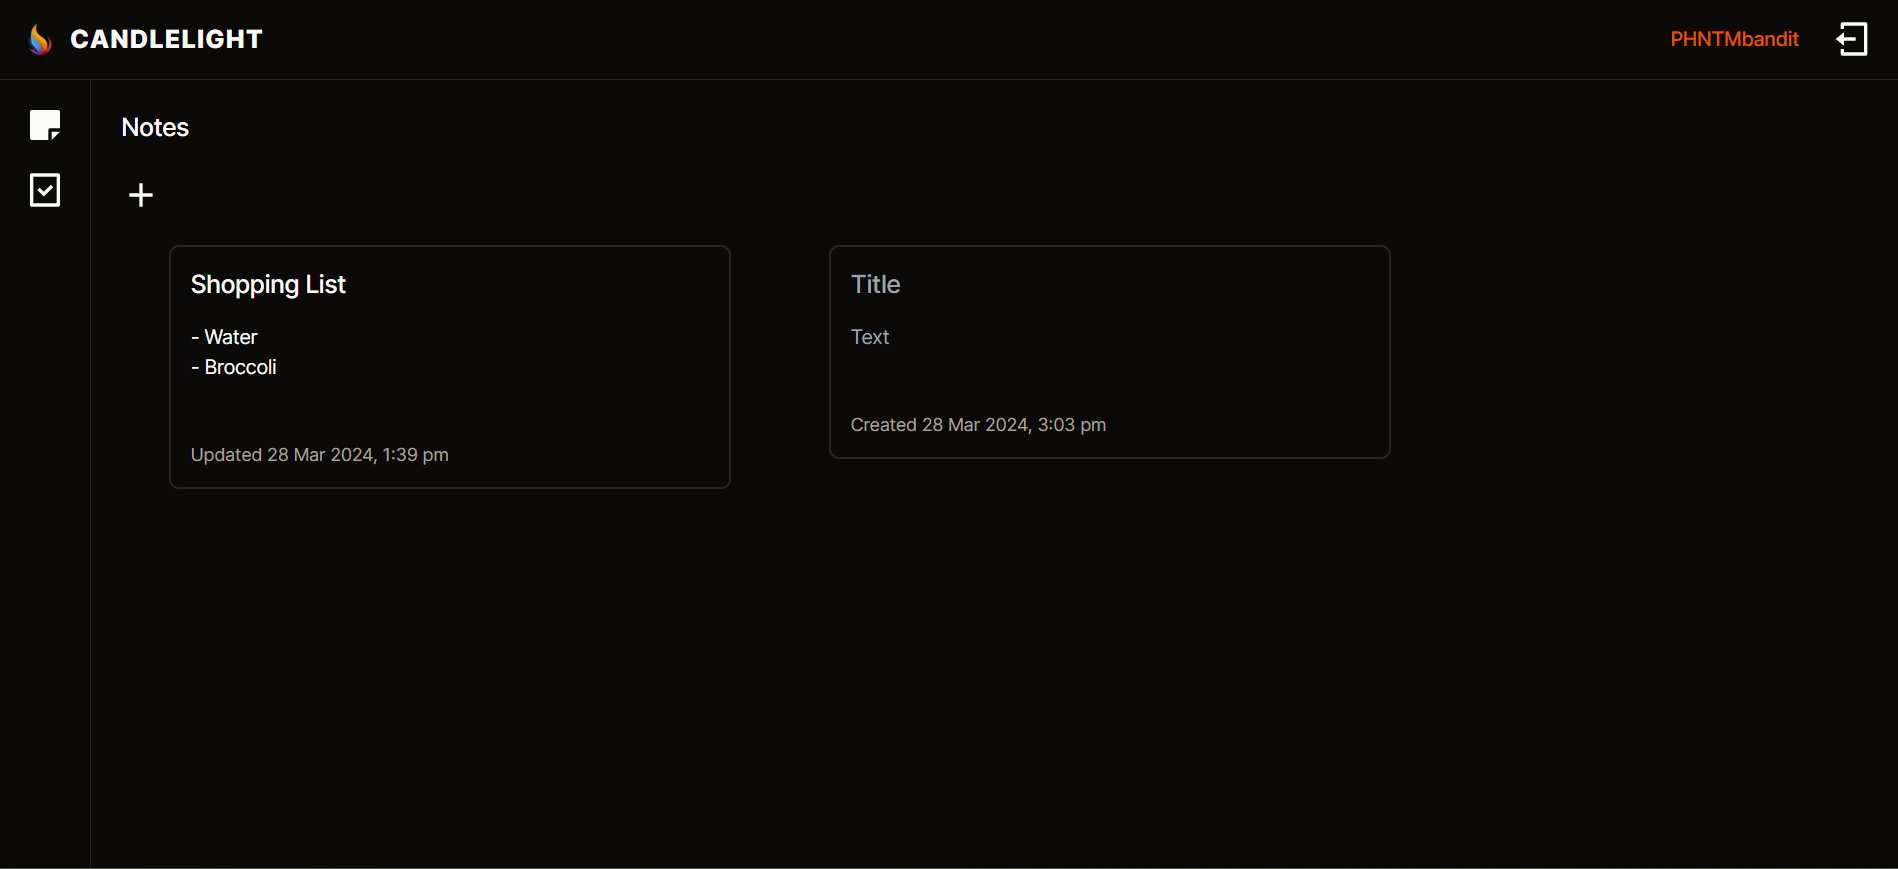 CANDLELIGHT
PHNTMbandit
Notes
Shopping List
- Water
- Broccoli
Updated 28 Mar 2024, 1:39 pm
Title
Text
Created 28 Mar 2024, 3:03 pm